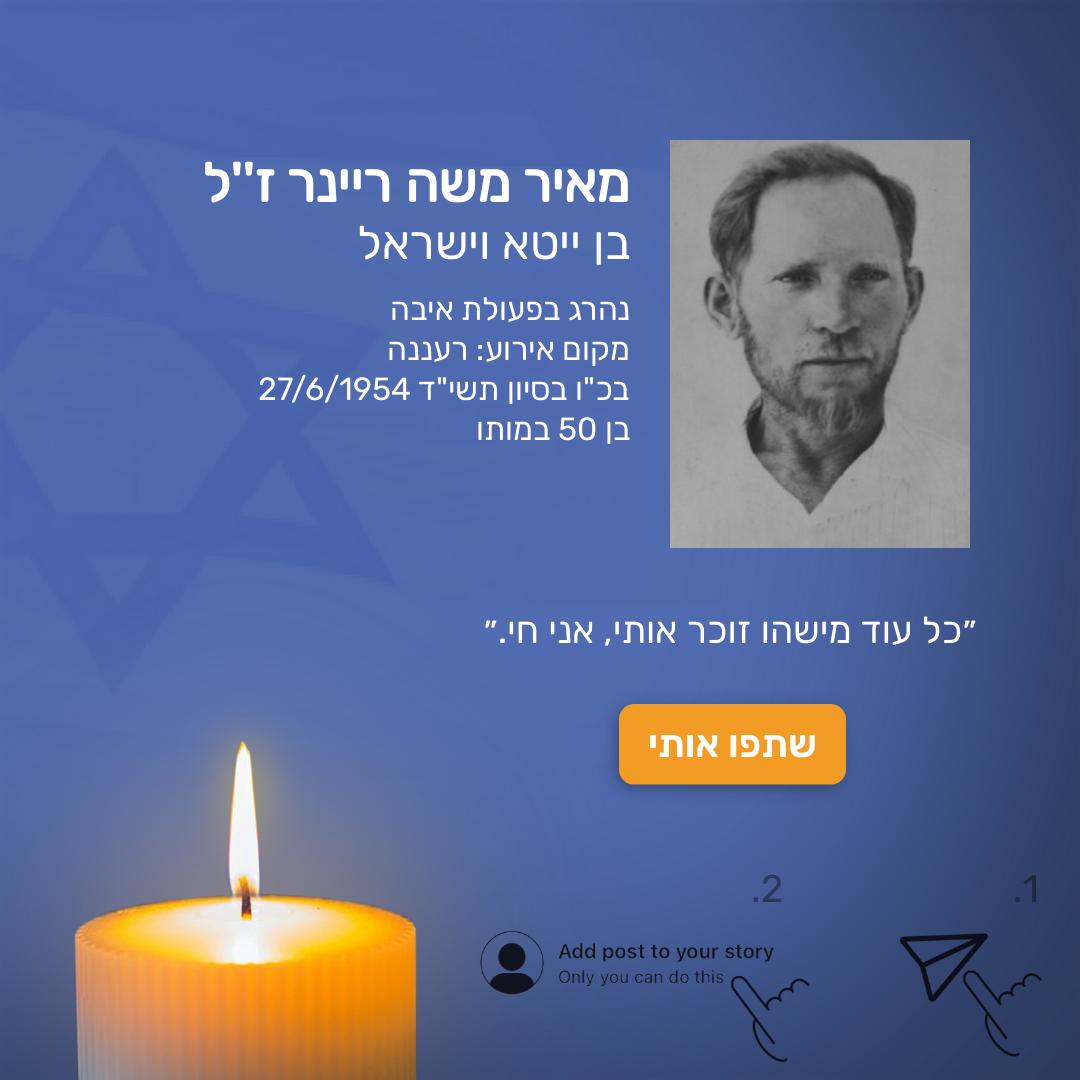 מאיר משה ריינר ז"ל
בן ייטא וישראל
נהרג בפעולת איבה
מקום אירוע: רעננה
בכ"ו בסיון תשי"ד 27/6/1954
בן 50 במותו
״כל עוד מישהו זוכר אותי, אני חי.״
שתפו אותי
1.
2.
Add post to your story
Only you can do this